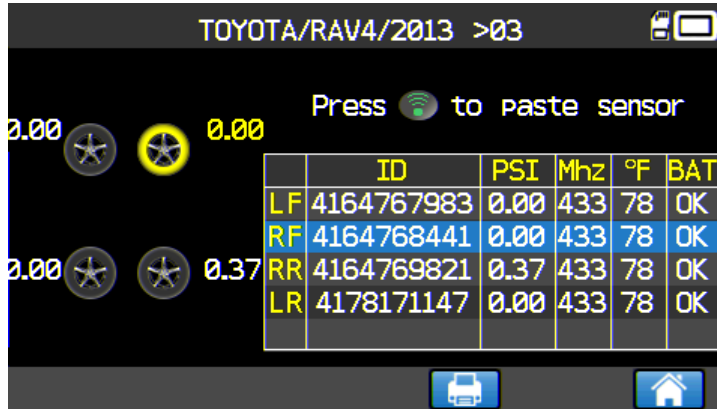 TOYOTA/RAV4/2013 >03
Press to paste sensor
0.00 0.00
0.00 0.37
ID PSI Mhz °F BAT
LF 4164767983 0.00 433 78 OK
RF 4164768441 0.00 433 78 OK
RR 4164769821 0.37 433 78 OK
LR 4178171147 0.00 433 78 OK